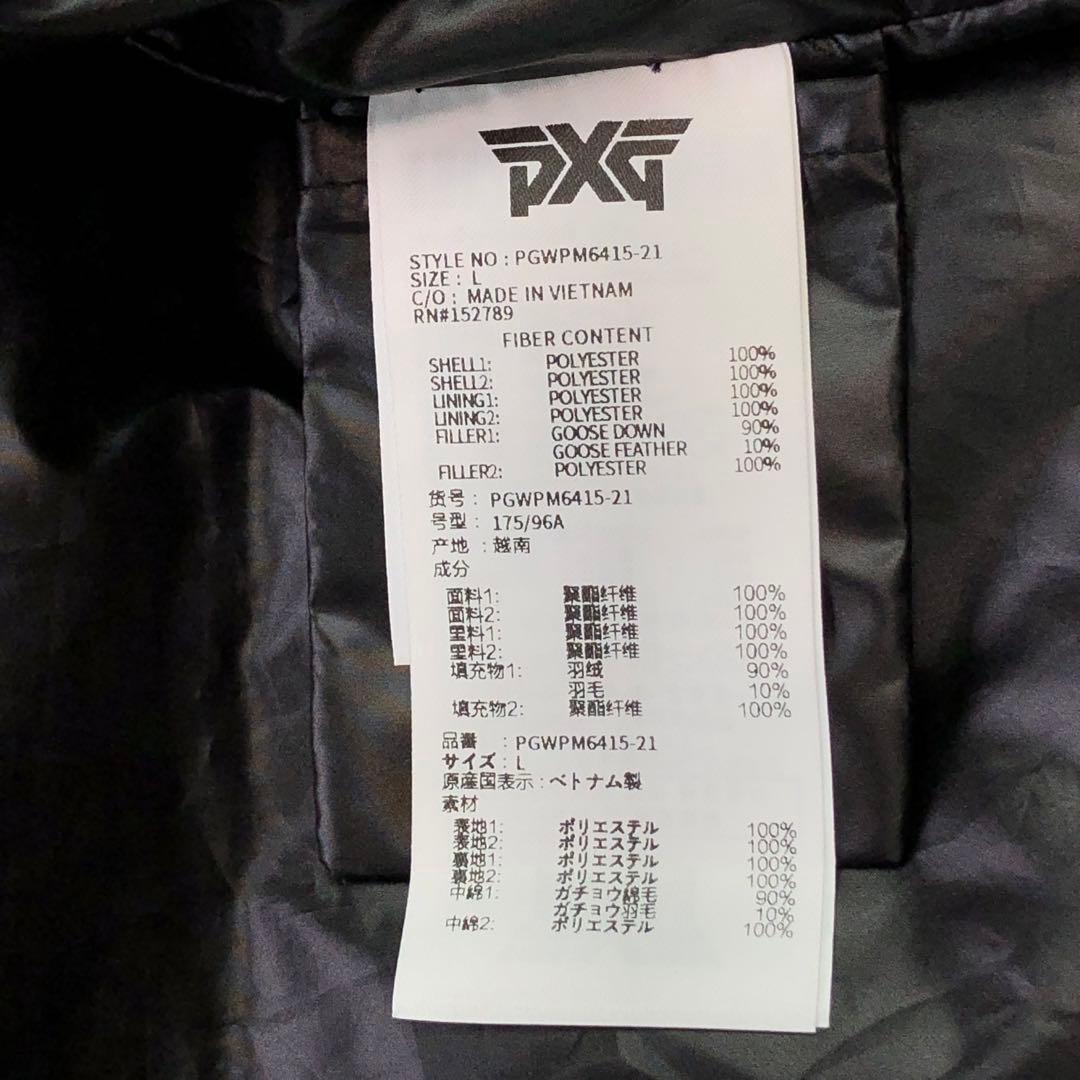 PXG
STYLE NO : PGWPM6415-21
SIZE : L
C/O : MADE IN VIETNAM
RN#152789
FIBER CONTENT
SHELL1: POLYESTER 100%
SHELL2: POLYESTER 100%
LINING1: POLYESTER 100%
LINING2: POLYESTER 100%
FILLER1: GOOSE DOWN 90%
GOOSE FEATHER 10%
FILLER2: POLYESTER 100%
货号 : PGWPM6415-21
号型 : 175/96A
产地 : 越南
成分
面料1: 聚酯纤维 100%
面料2: 聚酯纤维 100%
里料1: 聚酯纤维 100%
里料2: 聚酯纤维 100%
填充物1: 羽绒 90%
羽毛 10%
填充物2: 聚酯纤维 100%
品番 : PGWPM6415-21
サイズ : L
原産国表示 : ベトナム製
素材
表地1: ポリエステル 100%
表地2: ポリエステル 100%
裏地1: ポリエステル 100%
裏地2: ポリエステル 100%
中綿1: ガチョウ綿毛 90%
ガチョウ羽毛 10%
中綿2: ポリエステル 100%